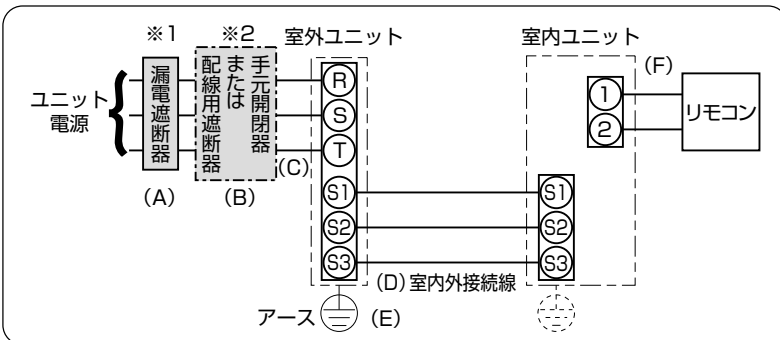 ※1
※2
室外ユニット
室内ユニット
ユニット
電源
漏電遮断器
手元開閉器
または
配線用遮断器
(A)
(B)
(C)
R
S
T
S1
S2
S3
(D) 室内外接続線
アース
(E)
(F)
1
2
リモコン
S1
S2
S3